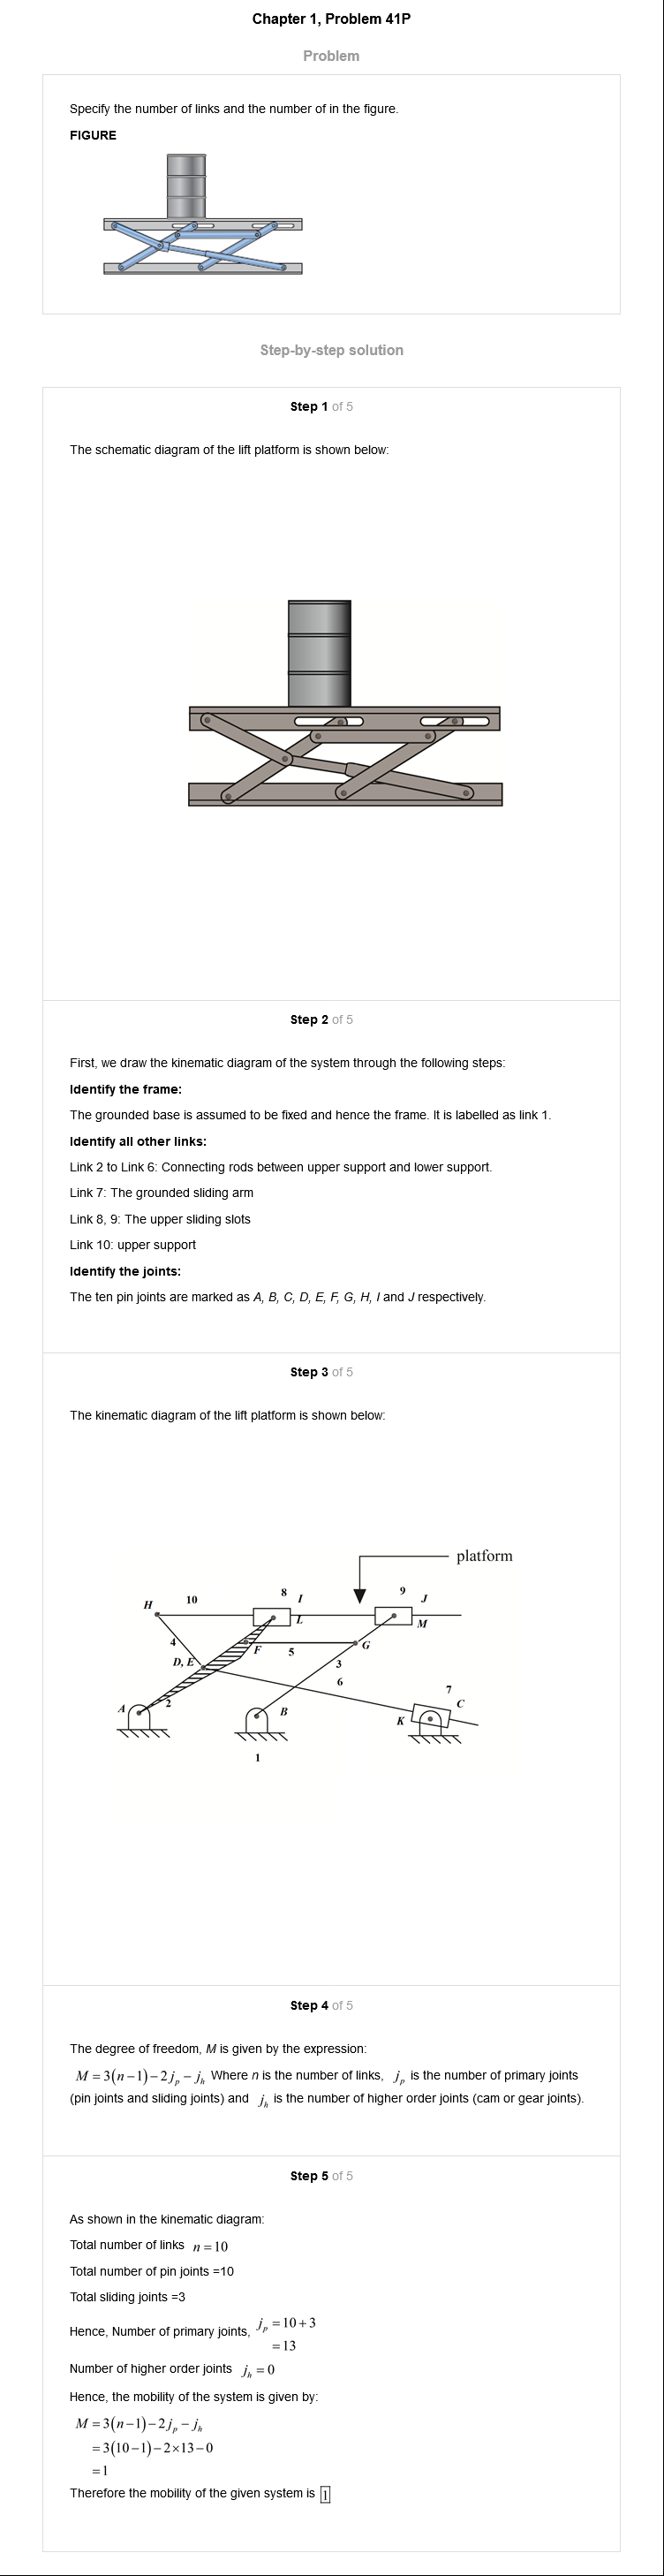 Chapter 1, Problem 41P
Problem
Specify the number of links and the number of in the figure.
FIGURE
Step-by-step solution
Step 1 of 5
The schematic diagram of the lift platform is shown below:
Step 2 of 5
First, we draw the kinematic diagram of the system through the following steps:
Identify the frame:
The grounded base is assumed to be fixed and hence the frame. It is labelled as link 1.
Identify all other links:
Link 2 to Link 6: Connecting rods between upper support and lower support.
Link 7: The grounded sliding arm
Link 8, 9: The upper sliding slots
Link 10: upper support
Identify the joints:
The ten pin joints are marked as A, B, C, D, E, F, G, H, I and J respectively.
Step 3 of 5
The kinematic diagram of the lift platform is shown below:
platform
H 10 8 I 9 J
L M
4 F 5 G
D, E 3
6
2 7
A B K C
1
Step 4 of 5
The degree of freedom, M is given by the expression:
M = 3(n−1)−2jₚ − jₕ Where n is the number of links, jₚ is the number of primary joints
(pin joints and sliding joints) and jₕ is the number of higher order joints (cam or gear joints).
Step 5 of 5
As shown in the kinematic diagram:
Total number of links n = 10
Total number of pin joints =10
Total sliding joints =3
Hence, Number of primary joints, jₚ = 10 + 3
= 13
Number of higher order joints jₕ = 0
Hence, the mobility of the system is given by:
M = 3(n−1)−2jₚ − jₕ
= 3(10−1)−2×13−0
= 1
Therefore the mobility of the given system is 1